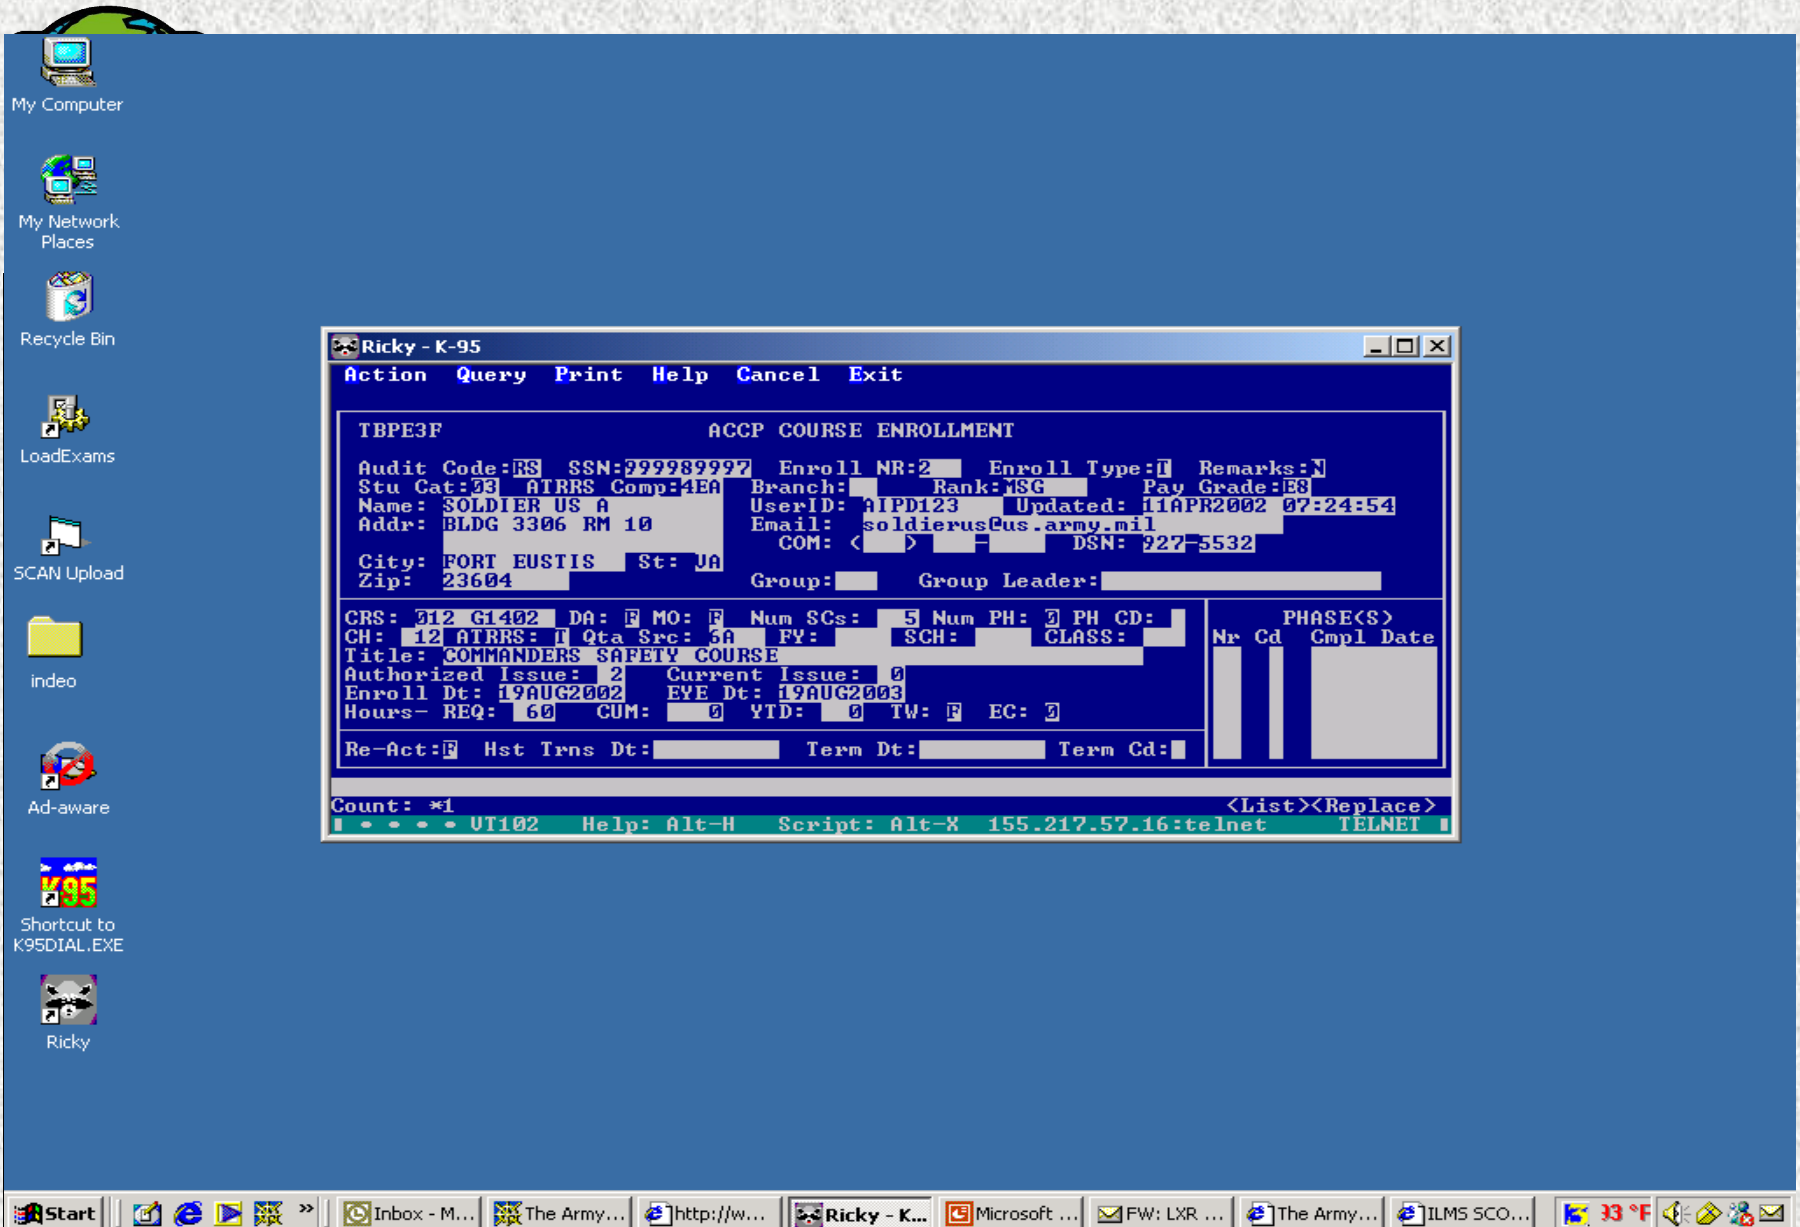 My Computer
My Network
Places
Recycle Bin
LoadExams
SCAN Upload
indeo
Ad-aware
K95
Shortcut to
K95DIAL.EXE
Ricky
Ricky - K-95
Action Query Print Help Cancel Exit
TBPE3F ACCP COURSE ENROLLMENT
Audit Code:RS SSN:999989997 Enroll NR:2 Enroll Type:T Remarks:N
Stu Cat:03 ATRRS Comp:4EA Branch: Rank:MSG Pay Grade:E8
Name: SOLDIER US A UserID: AIPD123 Updated: 11APR2002 07:24:54
Addr: BLDG 3306 RM 10 Email: soldierus@us.army.mil
COM: ( ) - DSN: 927-5532
City: FORT EUSTIS St: VA
Zip: 23604 Group: Group Leader:
CRS: 012 G1402 DA: F MO: F Num SCs: 5 Num PH: 0 PH CD: PHASE(S)
CH: 12 ATRRS: T Qta Src: 6A FY: SCH: CLASS: Nr Cd Cmpl Date
Title: COMMANDERS SAFETY COURSE
Authorized Issue: 2 Current Issue: 0
Enroll Dt: 19AUG2002 EYE Dt: 19AUG2003
Hours- REQ: 60 CUM: 0 YTD: 0 TW: F EC:
Re-Act:F Hst Trns Dt: Term Dt: Term Cd:
Count: *1 <List><Replace>
VT102 Help: Alt-H Script: Alt-X 155.217.57.16:telnet TELNET
Start » Inbox - M... The Army... http://w... Ricky - K... Microsoft ... FW: LXR ... The Army... ILMS SCO... 93 °F